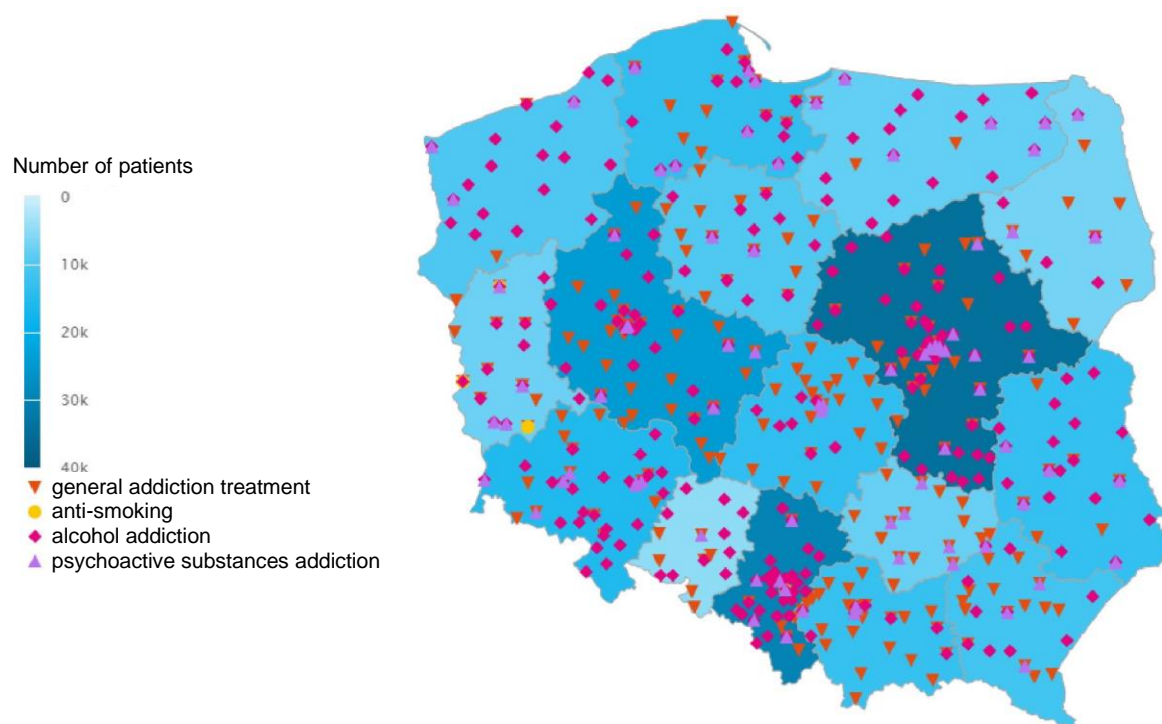 Number of patients
0
10k
20k
30k
40k
general addiction treatment
anti-smoking
alcohol addiction
psychoactive substances addiction